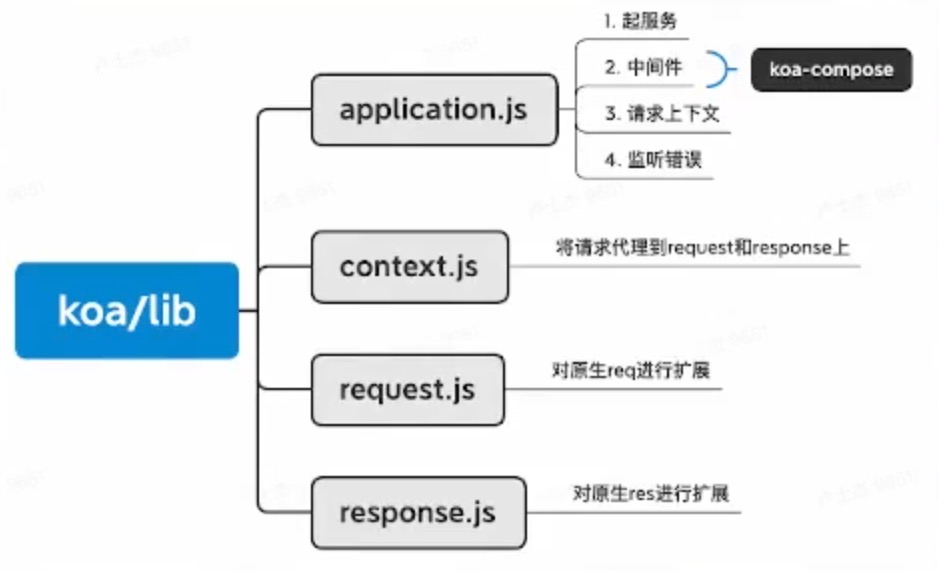 koa/lib
application.js
1. 起服务
2. 中间件
koa-compose
3. 请求上下文
4. 监听错误
context.js
将请求代理到request和response上
request.js
对原生req进行扩展
response.js
对原生res进行扩展